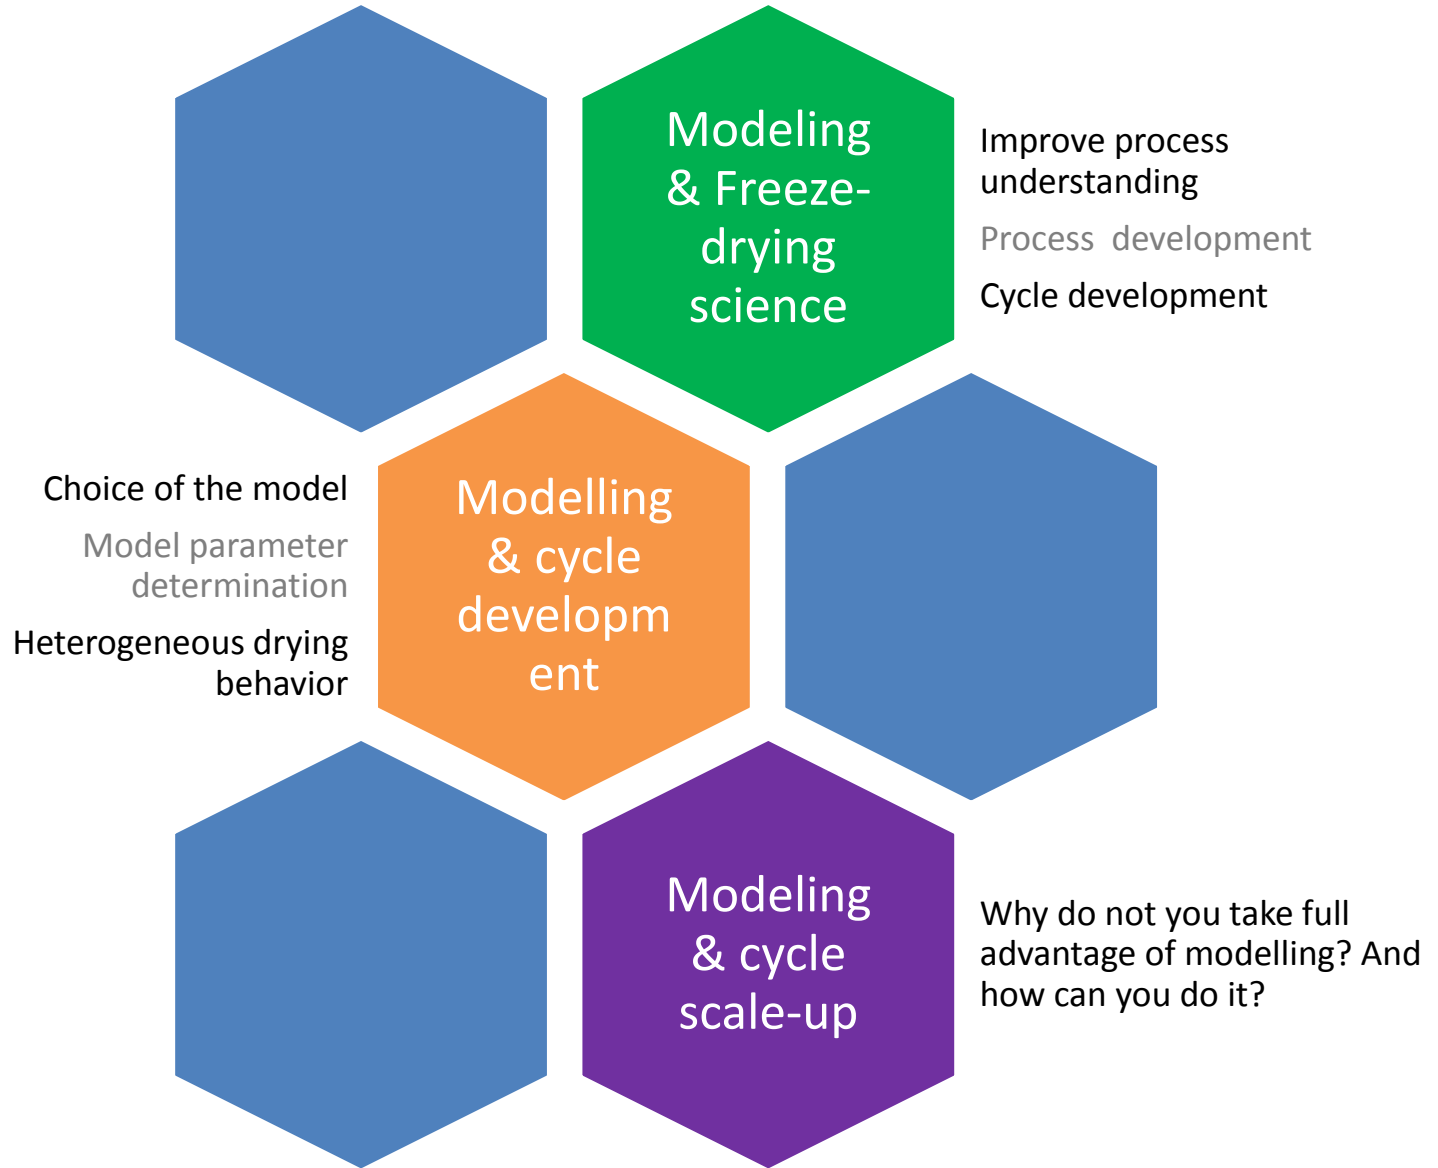 Modeling
& Freeze-
drying
science
Improve process
understanding
Process  development
Cycle development
Choice of the model
Model parameter
determination
Heterogeneous drying
behavior
Modelling
& cycle
developm
ent
Modeling
& cycle
scale-up
Why do not you take full
advantage of modelling? And
how can you do it?